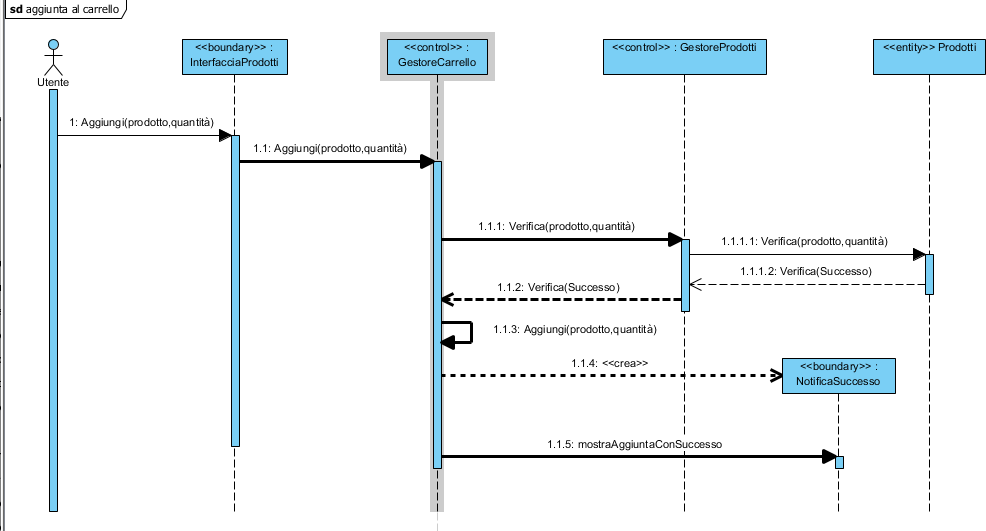 sd aggiunta al carrello
Utente
<<boundary>> :
InterfacciaProdotti
<<control>> :
GestoreCarrello
<<control>> : GestoreProdotti
<<entity>> Prodotti
1: Aggiungi(prodotto,quantità)
1.1: Aggiungi(prodotto,quantità)
1.1.1: Verifica(prodotto,quantità)
1.1.1.1: Verifica(prodotto,quantità)
1.1.1.2: Verifica(Successo)
1.1.2: Verifica(Successo)
1.1.3: Aggiungi(prodotto,quantità)
1.1.4: <<crea>>
<<boundary>> :
NotificaSuccesso
1.1.5: mostraAggiuntaConSuccesso